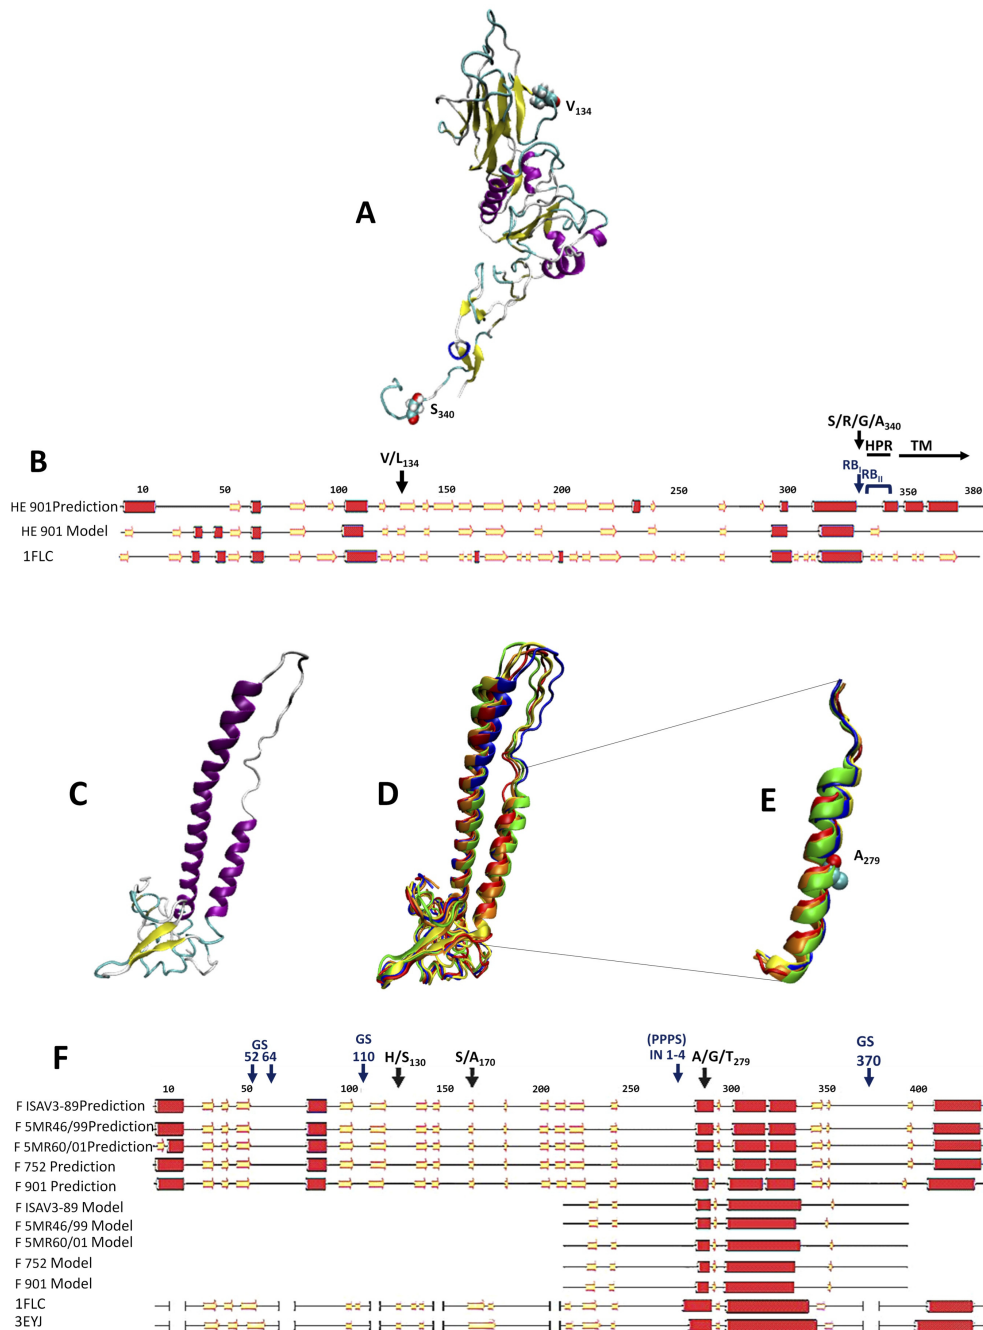 V134
A
S340
S/R/G/A340
HPR TM
B
V/L134
RBI RBII
10 50 100 150 200 250 300 350 380
HE 901Prediction
HE 901 Model
1FLC
C
D
E
A279
F
GS
52 64
GS
110
H/S130
S/A170
(PPPS)
IN 1-4
A/G/T279
GS
370
10 50 100 150 200 250 300 350 400
F ISAV3-89Prediction
F 5MR46/99Prediction
F 5MR60/01Prediction
F 752 Prediction
F 901 Prediction
F ISAV3-89 Model
F 5MR46/99 Model
F 5MR60/01 Model
F 752 Model
F 901 Model
1FLC
3EYJ